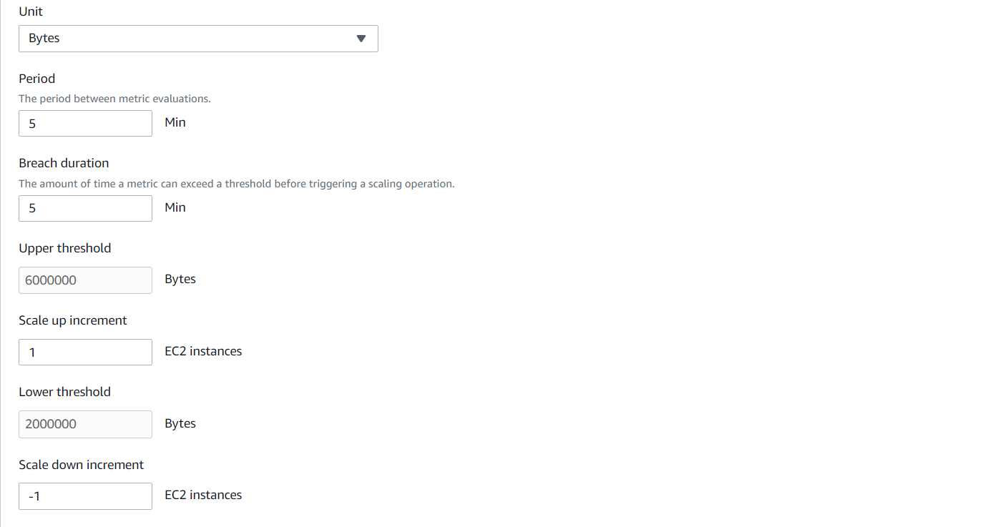 Unit
Bytes
Period
The period between metric evaluations.
5 Min
Breach duration
The amount of time a metric can exceed a threshold before triggering a scaling operation.
5 Min
Upper threshold
6000000 Bytes
Scale up increment
1 EC2 instances
Lower threshold
2000000 Bytes
Scale down increment
-1 EC2 instances